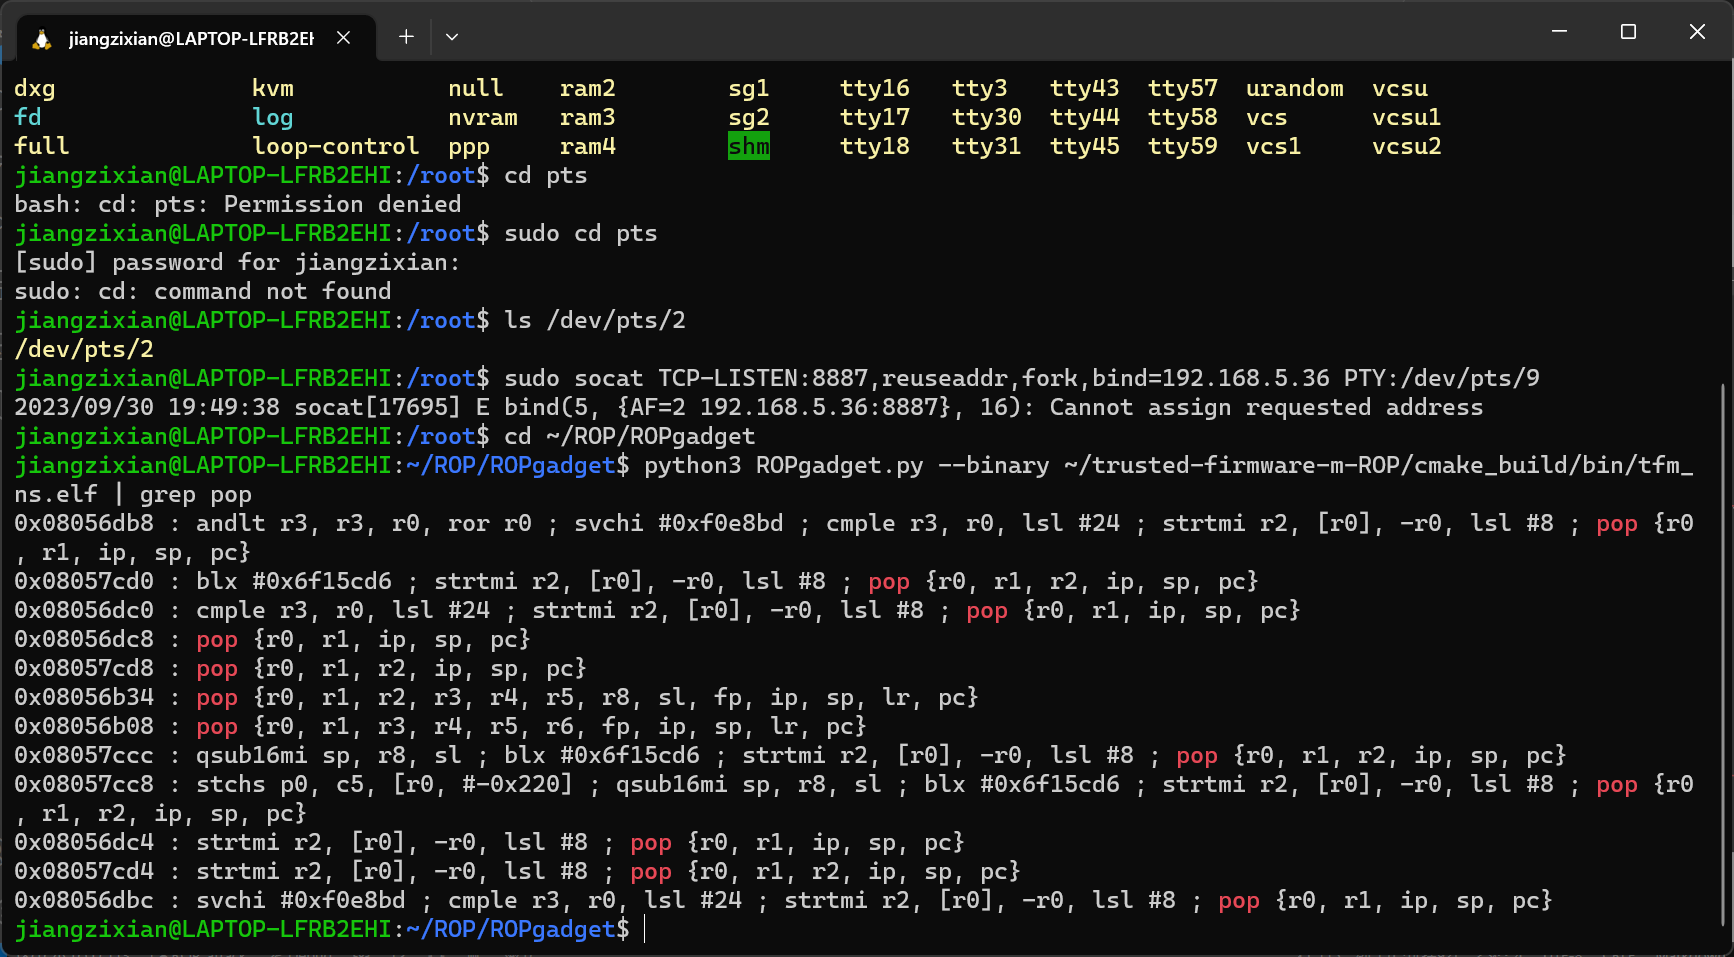 jiangzixian@LAPTOP-LFRB2EH
dxg kvm null ram2 sg1 tty16 tty3 tty43 tty57 urandom vcsu
fd log nvram ram3 sg2 tty17 tty30 tty44 tty58 vcs vcsu1
full loop-control ppp ram4 shm tty18 tty31 tty45 tty59 vcs1 vcsu2
jiangzixian@LAPTOP-LFRB2EHI:/root$ cd pts
bash: cd: pts: Permission denied
jiangzixian@LAPTOP-LFRB2EHI:/root$ sudo cd pts
[sudo] password for jiangzixian:
sudo: cd: command not found
jiangzixian@LAPTOP-LFRB2EHI:/root$ ls /dev/pts/2
/dev/pts/2
jiangzixian@LAPTOP-LFRB2EHI:/root$ sudo socat TCP-LISTEN:8887,reuseaddr,fork,bind=192.168.5.36 PTY:/dev/pts/9
2023/09/30 19:49:38 socat[17695] E bind(5, {AF=2 192.168.5.36:8887}, 16): Cannot assign requested address
jiangzixian@LAPTOP-LFRB2EHI:/root$ cd ~/ROP/ROPgadget
jiangzixian@LAPTOP-LFRB2EHI:~/ROP/ROPgadget$ python3 ROPgadget.py --binary ~/trusted-firmware-m-ROP/cmake_build/bin/tfm_
ns.elf | grep pop
0x08056db8 : andlt r3, r3, r0, ror r0 ; svchi #0xf0e8bd ; cmple r3, r0, lsl #24 ; strtmi r2, [r0], -r0, lsl #8 ; pop {r0
, r1, ip, sp, pc}
0x08057cd0 : blx #0x6f15cd6 ; strtmi r2, [r0], -r0, lsl #8 ; pop {r0, r1, r2, ip, sp, pc}
0x08056dc0 : cmple r3, r0, lsl #24 ; strtmi r2, [r0], -r0, lsl #8 ; pop {r0, r1, ip, sp, pc}
0x08056dc8 : pop {r0, r1, ip, sp, pc}
0x08057cd8 : pop {r0, r1, r2, ip, sp, pc}
0x08056b34 : pop {r0, r1, r2, r3, r4, r5, r8, sl, fp, ip, sp, lr, pc}
0x08056b08 : pop {r0, r1, r3, r4, r5, r6, fp, ip, sp, lr, pc}
0x08057ccc : qsub16mi sp, r8, sl ; blx #0x6f15cd6 ; strtmi r2, [r0], -r0, lsl #8 ; pop {r0, r1, r2, ip, sp, pc}
0x08057cc8 : stchs p0, c5, [r0, #-0x220] ; qsub16mi sp, r8, sl ; blx #0x6f15cd6 ; strtmi r2, [r0], -r0, lsl #8 ; pop {r0
, r1, r2, ip, sp, pc}
0x08056dc4 : strtmi r2, [r0], -r0, lsl #8 ; pop {r0, r1, ip, sp, pc}
0x08057cd4 : strtmi r2, [r0], -r0, lsl #8 ; pop {r0, r1, r2, ip, sp, pc}
0x08056dbc : svchi #0xf0e8bd ; cmple r3, r0, lsl #24 ; strtmi r2, [r0], -r0, lsl #8 ; pop {r0, r1, ip, sp, pc}
jiangzixian@LAPTOP-LFRB2EHI:~/ROP/ROPgadget$